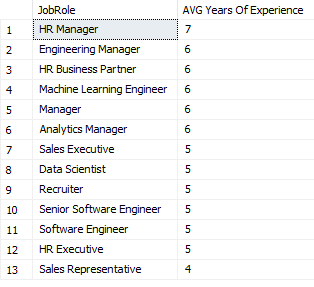 JobRole AVG Years Of Experience
1 HR Manager 7
2 Engineering Manager 6
3 HR Business Partner 6
4 Machine Learning Engineer 6
5 Manager 6
6 Analytics Manager 6
7 Sales Executive 5
8 Data Scientist 5
9 Recruiter 5
10 Senior Software Engineer 5
11 Software Engineer 5
12 HR Executive 5
13 Sales Representative 4